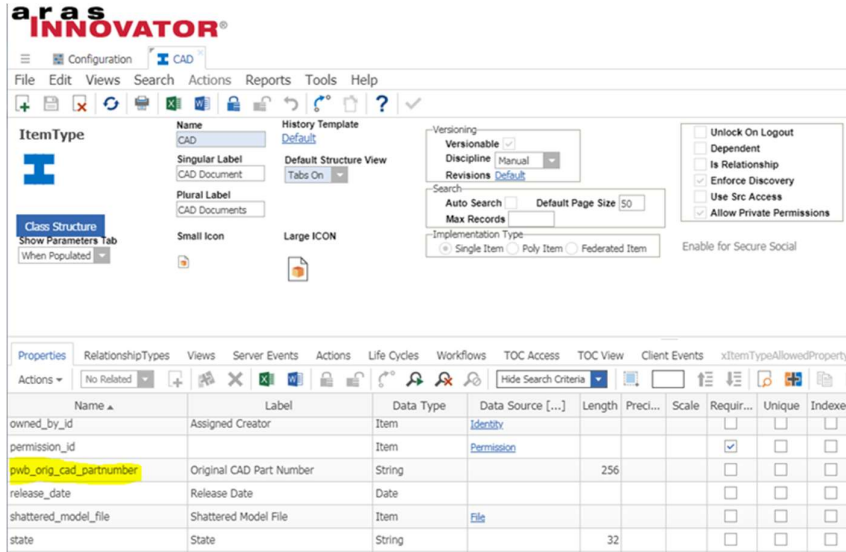 aras
INNOVATOR®
Configuration CAD
File Edit Views Search Actions Reports Tools Help
ItemType
Name
CAD
Singular Label
CAD Document
Plural Label
CAD Documents
History Template
Default
Default Structure View
Tabs On
Versioning
Versionable
Discipline Manual
Revisions Default
Search
Auto Search Default Page Size 50
Max Records
Implementation Type
Single Item Poly Item Federated Item
Unlock On Logout
Dependent
Is Relationship
Enforce Discovery
Use Src Access
Allow Private Permissions
Class Structure
Show Parameters Tab
When Populated
Small Icon
Large ICON
Enable for Secure Social
Properties RelationshipTypes Views Server Events Actions Life Cycles Workflows TOC Access TOC View Client Events xItemTypeAllowedProperty
Actions No Related Hide Search Criteria
Name Label Data Type Data Source [...] Length Preci... Scale Requir... Unique Indexe
owned_by_id Assigned Creator Item Identity
permission_id Item Permission
pwb_orig_cad_partnumber Original CAD Part Number String 256
release_date Release Date Date
shattered_model_file Shattered Model File Item File
state State String 32